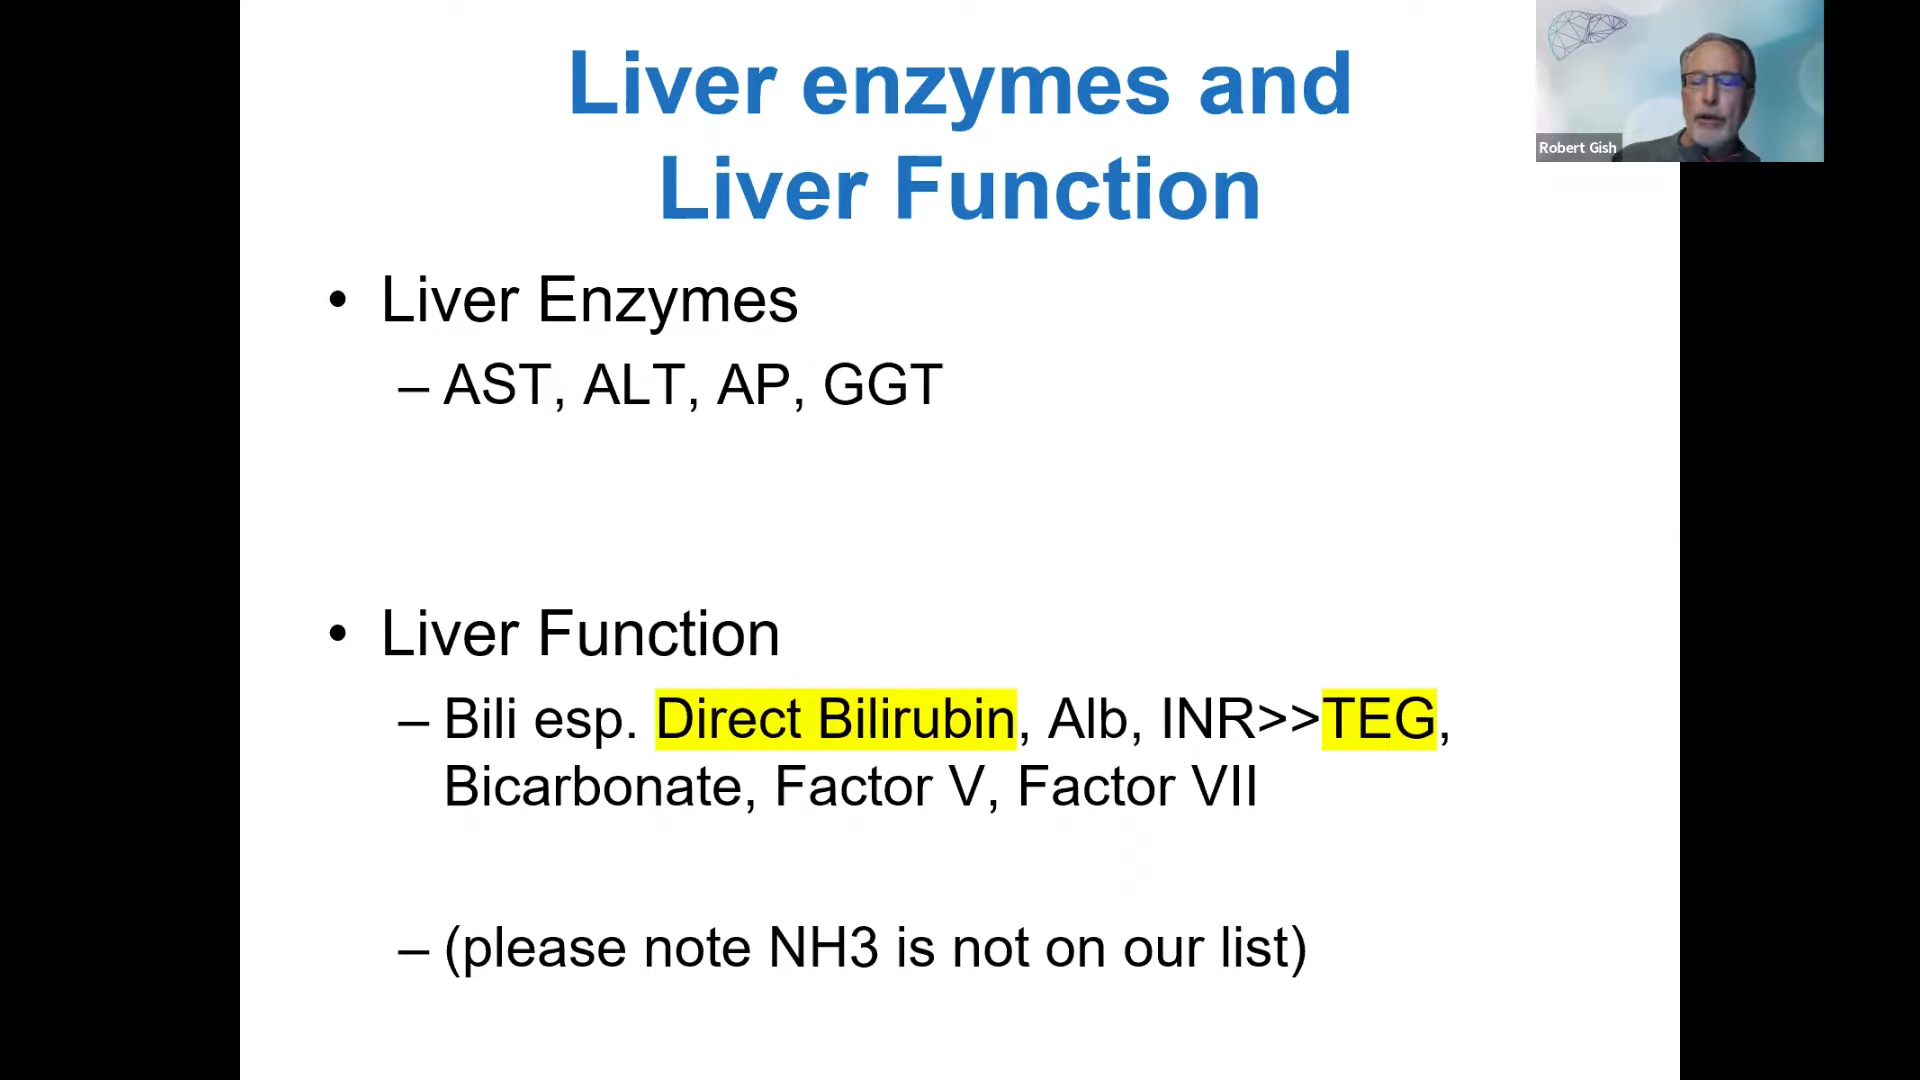 Liver enzymes and
Liver Function
Robert Gish
• Liver Enzymes
– AST, ALT, AP, GGT
• Liver Function
– Bili esp. Direct Bilirubin, Alb, INR>>TEG,
Bicarbonate, Factor V, Factor VII
– (please note NH3 is not on our list)